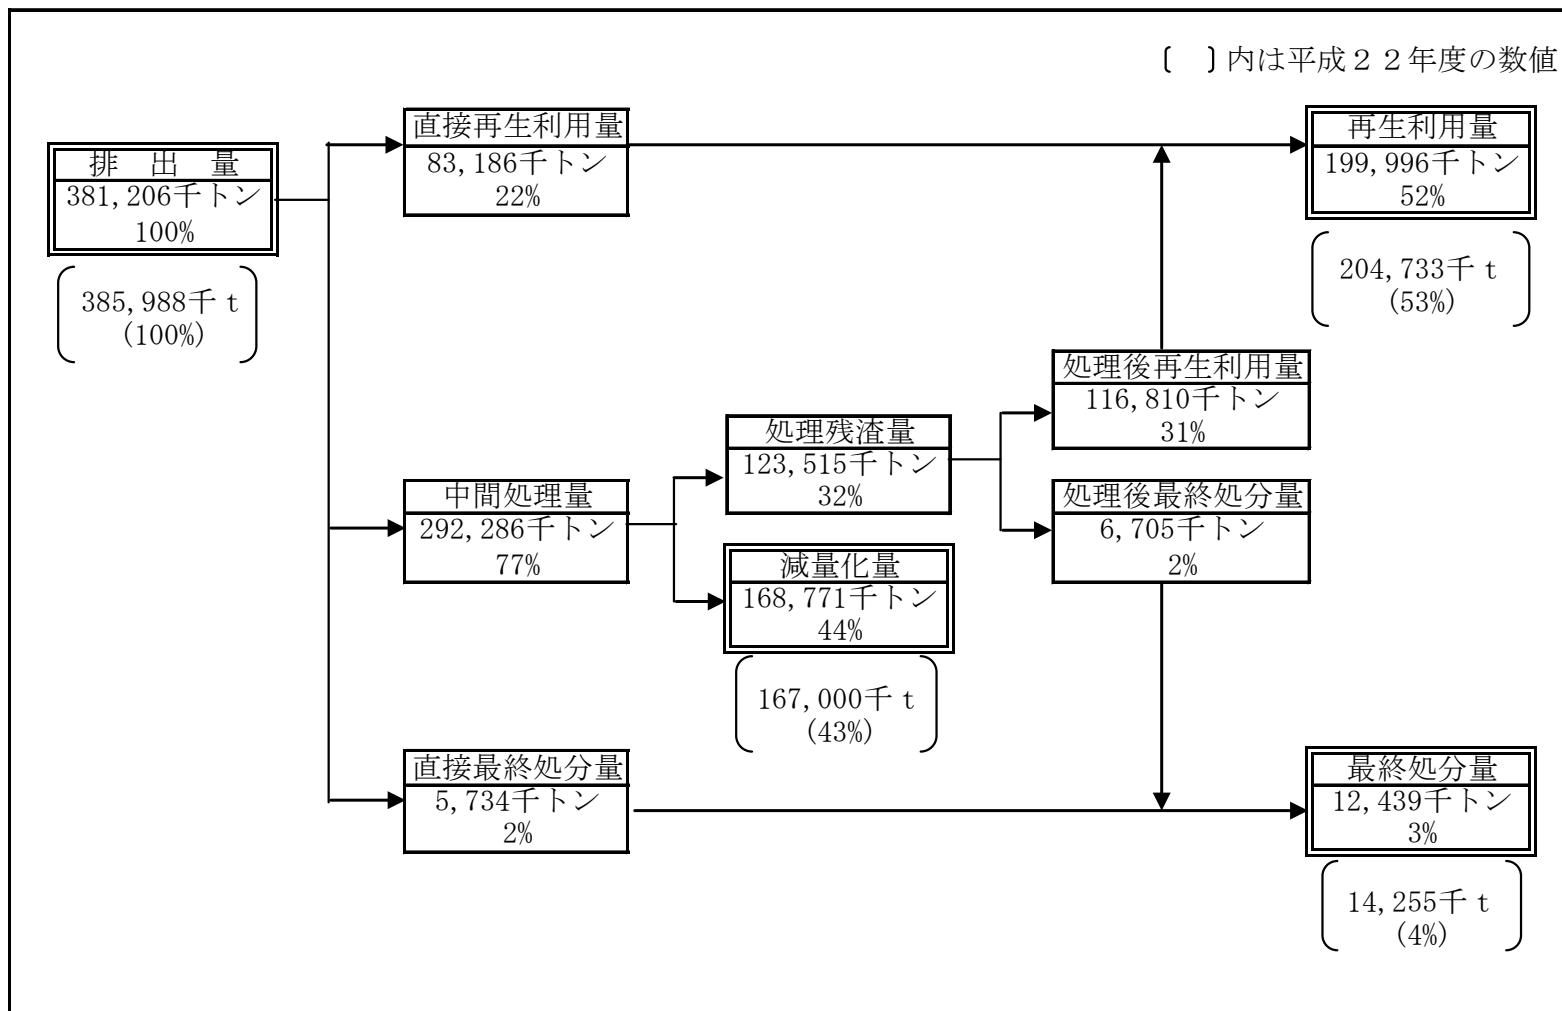 〔　〕内は平成２２年度の数値
排　出　量
381,206千トン
100%
385,988千ｔ
(100%)
直接再生利用量
83,186千トン
22%
再生利用量
199,996千トン
52%
204,733千ｔ
(53%)
中間処理量
292,286千トン
77%
処理残渣量
123,515千トン
32%
減量化量
168,771千トン
44%
167,000千ｔ
(43%)
処理後再生利用量
116,810千トン
31%
処理後最終処分量
6,705千トン
2%
直接最終処分量
5,734千トン
2%
最終処分量
12,439千トン
3%
14,255千ｔ
(4%)